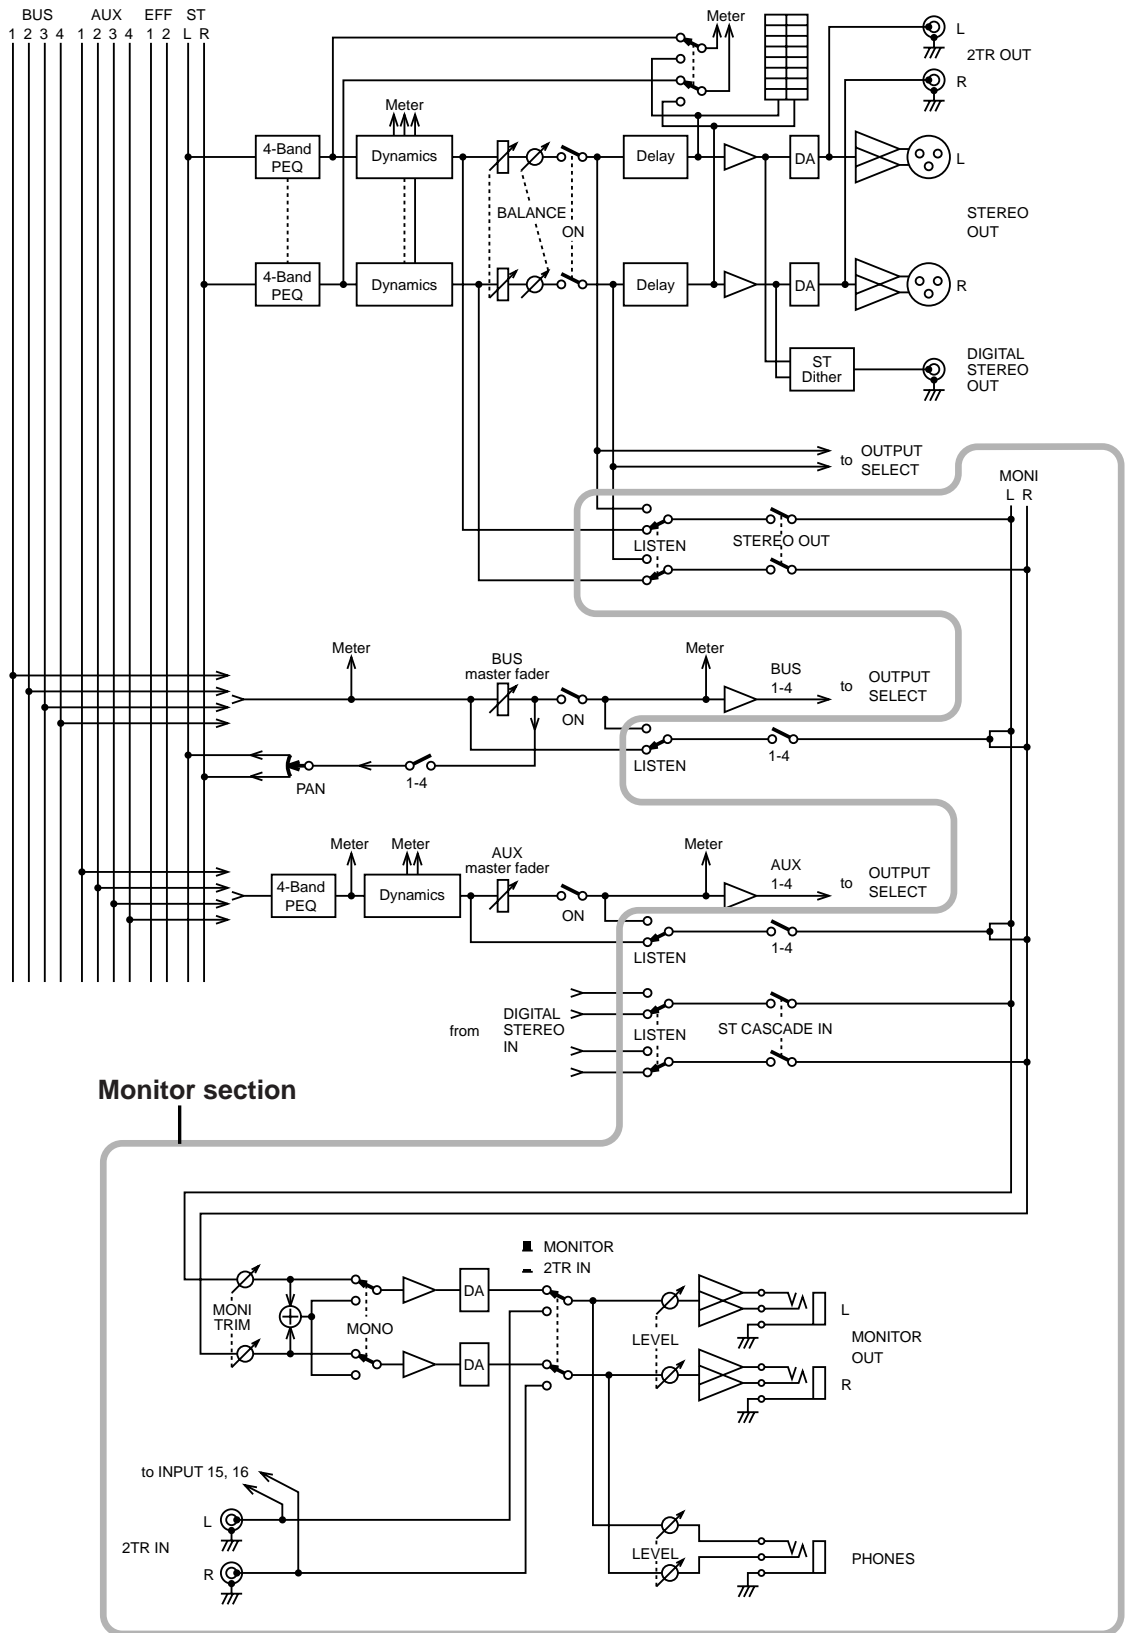 BUS AUX EFF ST
1 2 3 4 1 2 3 4 1 2 L R
Meter
L
2TR OUT
R
Meter
4-Band
PEQ
Dynamics
Delay
DA
L
BALANCE
ON
STEREO
OUT
4-Band
PEQ
Dynamics
Delay
DA
R
ST
Dither
DIGITAL
STEREO
OUT
to OUTPUT
SELECT
MONI
L R
LISTEN
STEREO OUT
Meter
BUS
master fader
ON
Meter
BUS
1-4
to OUTPUT
SELECT
LISTEN
1-4
PAN
1-4
Meter
Meter
AUX
master fader
Meter
4-Band
PEQ
Dynamics
ON
AUX
1-4
to OUTPUT
SELECT
LISTEN
1-4
from
DIGITAL
STEREO
IN
LISTEN
ST CASCADE IN
Monitor section
MONITOR
2TR IN
MONI
TRIM
MONO
DA
DA
LEVEL
L
MONITOR
OUT
R
to INPUT 15, 16
L
2TR IN
R
LEVEL
PHONES